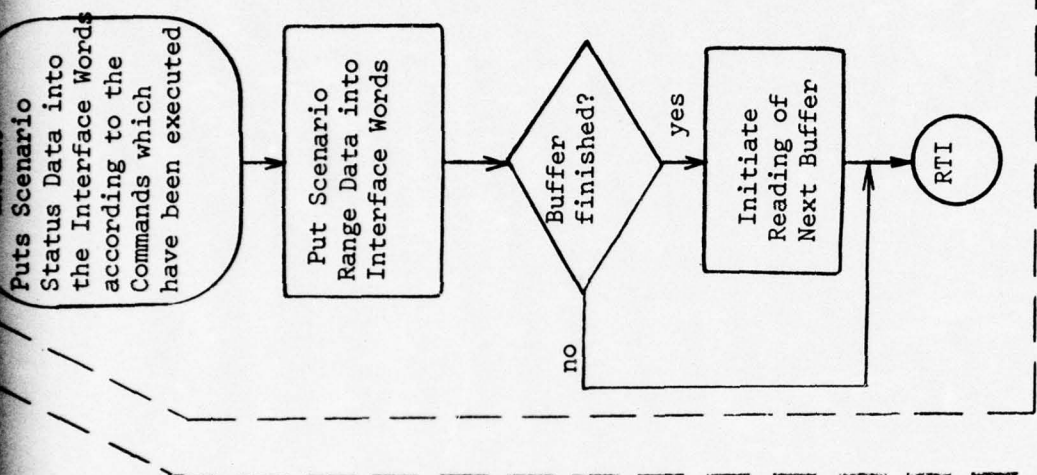 Puts Scenario
Status Data into
the Interface Words
according to the
Commands which
have been executed
Put Scenario
Range Data into
Interface Words
Buffer
finished?
yes
no
Initiate
Reading of
Next Buffer
RTI